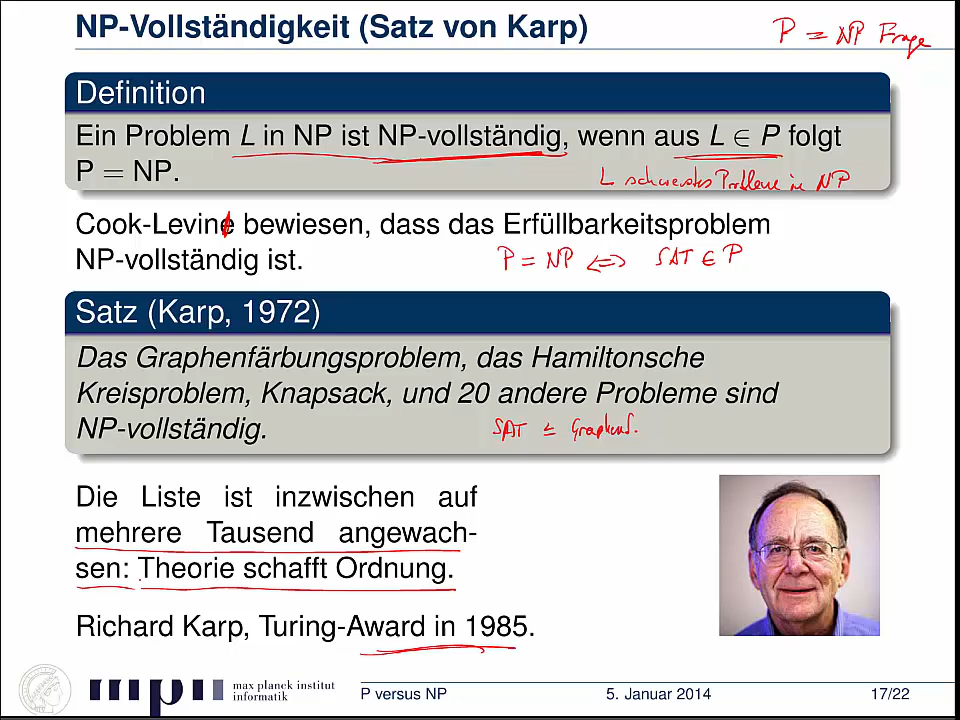 NP-Vollständigkeit (Satz von Karp)
P = NP Frage
Definition
Ein Problem L in NP ist NP-vollständig, wenn aus L ∈ P folgt
P = NP.
L schwerstes Problem in NP
Cook-Levine bewiesen, dass das Erfüllbarkeitsproblem
NP-vollständig ist.
P = NP ⇔ SAT ∈ P
Satz (Karp, 1972)
Das Graphenfärbungsproblem, das Hamiltonsche
Kreisproblem, Knapsack, und 20 andere Probleme sind
NP-vollständig.
SAT ≤ Graphenf.
Die Liste ist inzwischen auf
mehrere Tausend angewach-
sen: Theorie schafft Ordnung.
Richard Karp, Turing-Award in 1985.
max planck institut
informatik
P versus NP
5. Januar 2014
17/22